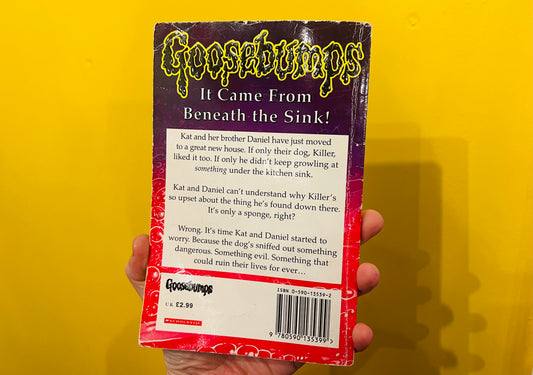 Goosebumps
It Came From
Beneath the Sink!
Kat and her brother Daniel have just moved
to a great new house. If only their dog, Killer,
liked it too. If only he didn't keep growling at
something under the kitchen sink.
Kat and Daniel can't understand why Killer's
so upset about the thing he's found down there.
It's only a sponge, right?
Wrong. It's time Kat and Daniel started to
worry. Because the dog's sniffed out something
dangerous. Something evil. Something that
could ruin their lives for ever...
Goosebumps
UK £2.99
SCHOLASTIC
ISBN 0-590-13539-2
9 780590 135399